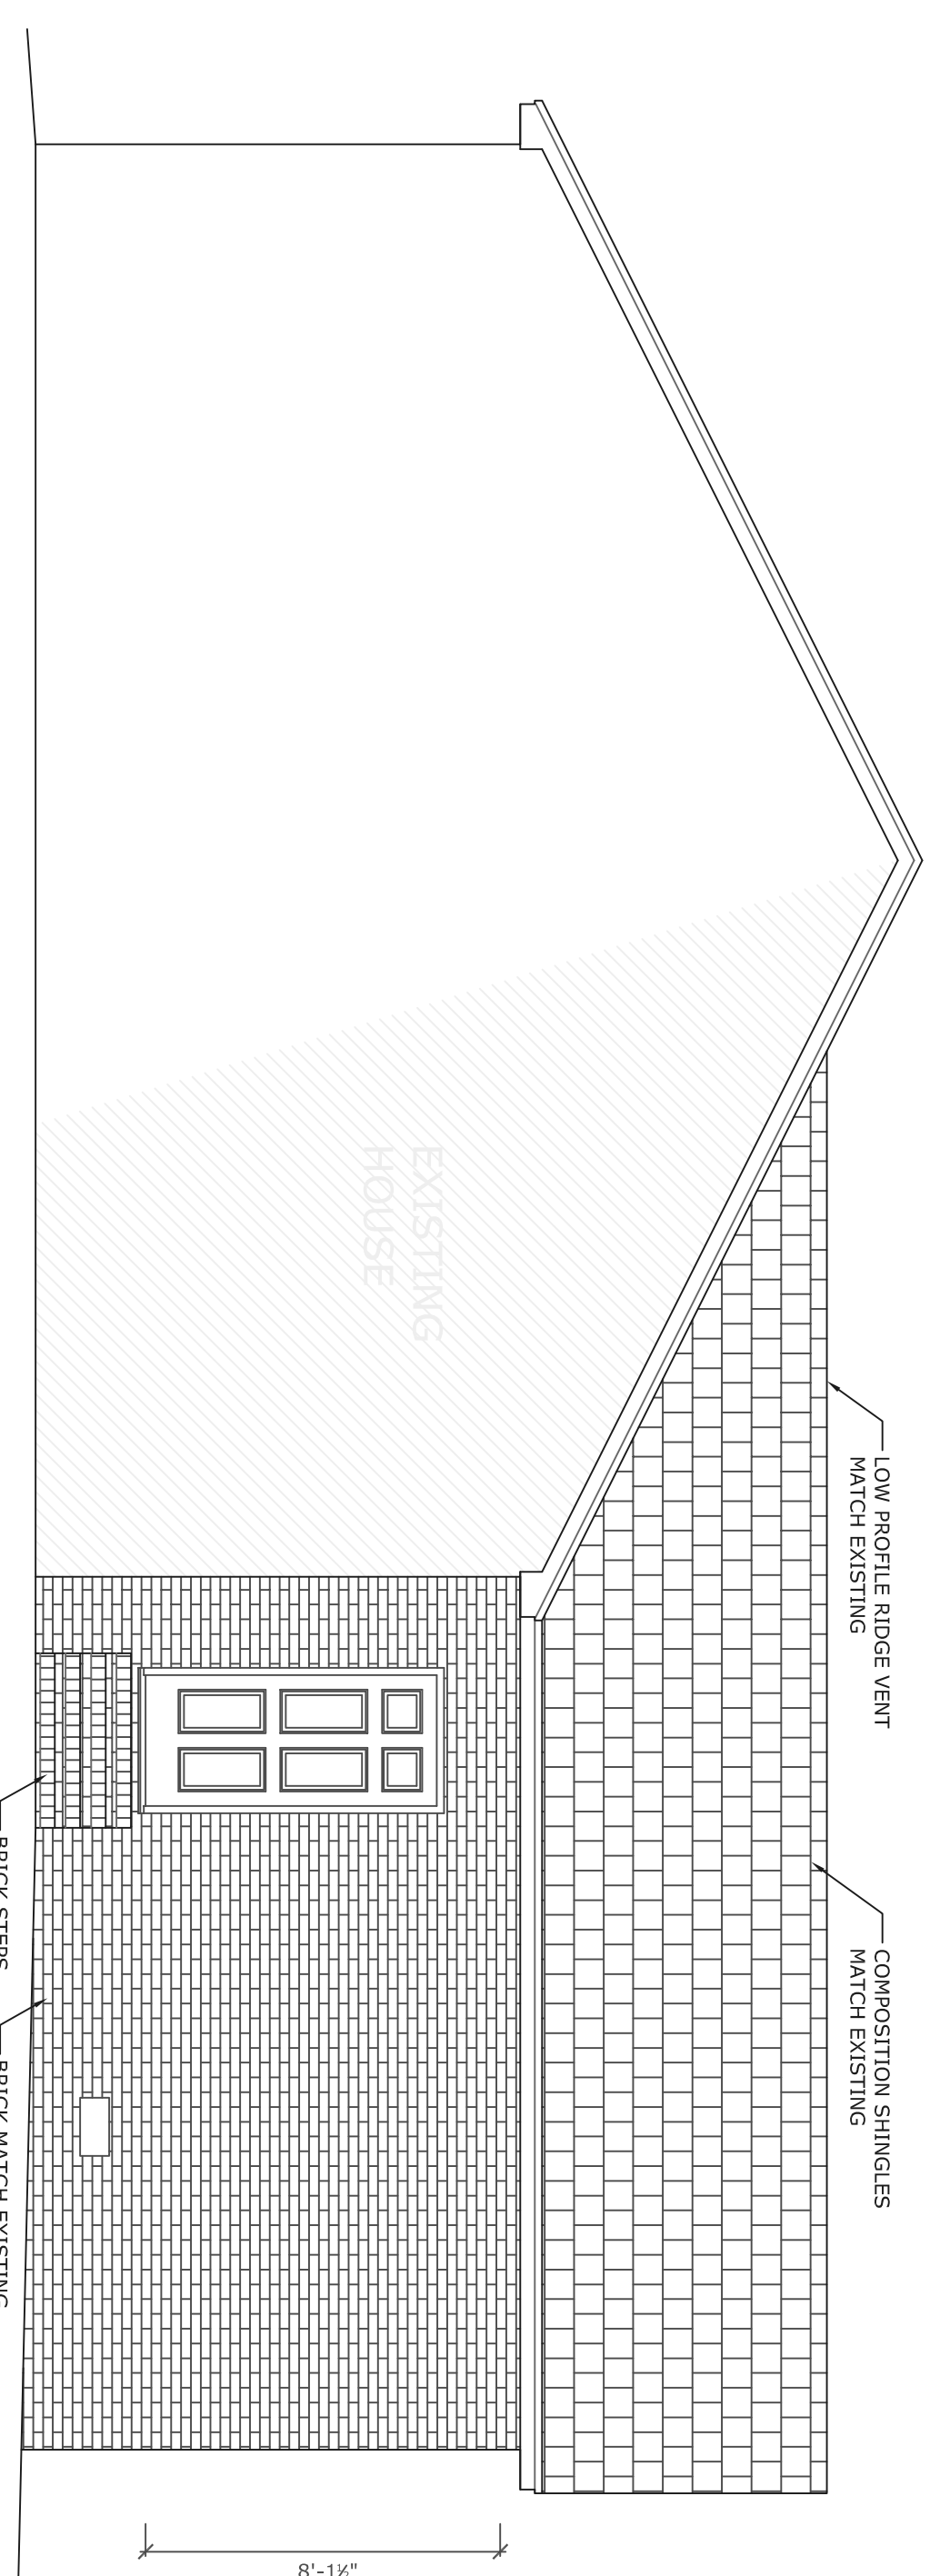 LOW PROFILE RIDGE VENT
MATCH EXISTING
COMPOSITION SHINGLES
MATCH EXISTING
EXISTING
HOUSE
8'-1½"
BRICK STEPS
BRICK MATCH EXISTING